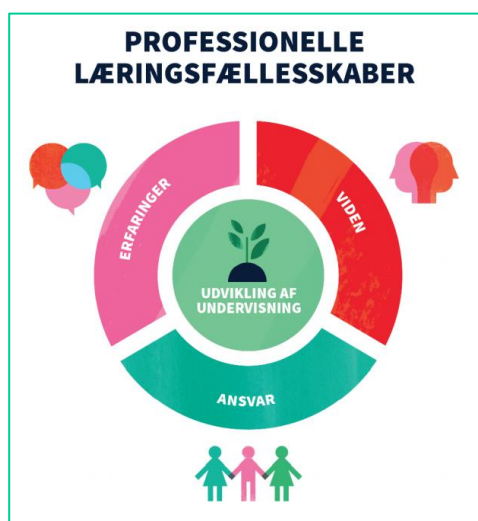 PROFESSIONELLE
LÆRINGSFÆLLESSKABER
ERFARINGER
VIDEN
UDVIKLING AF
UNDERVISNING
ANSVAR